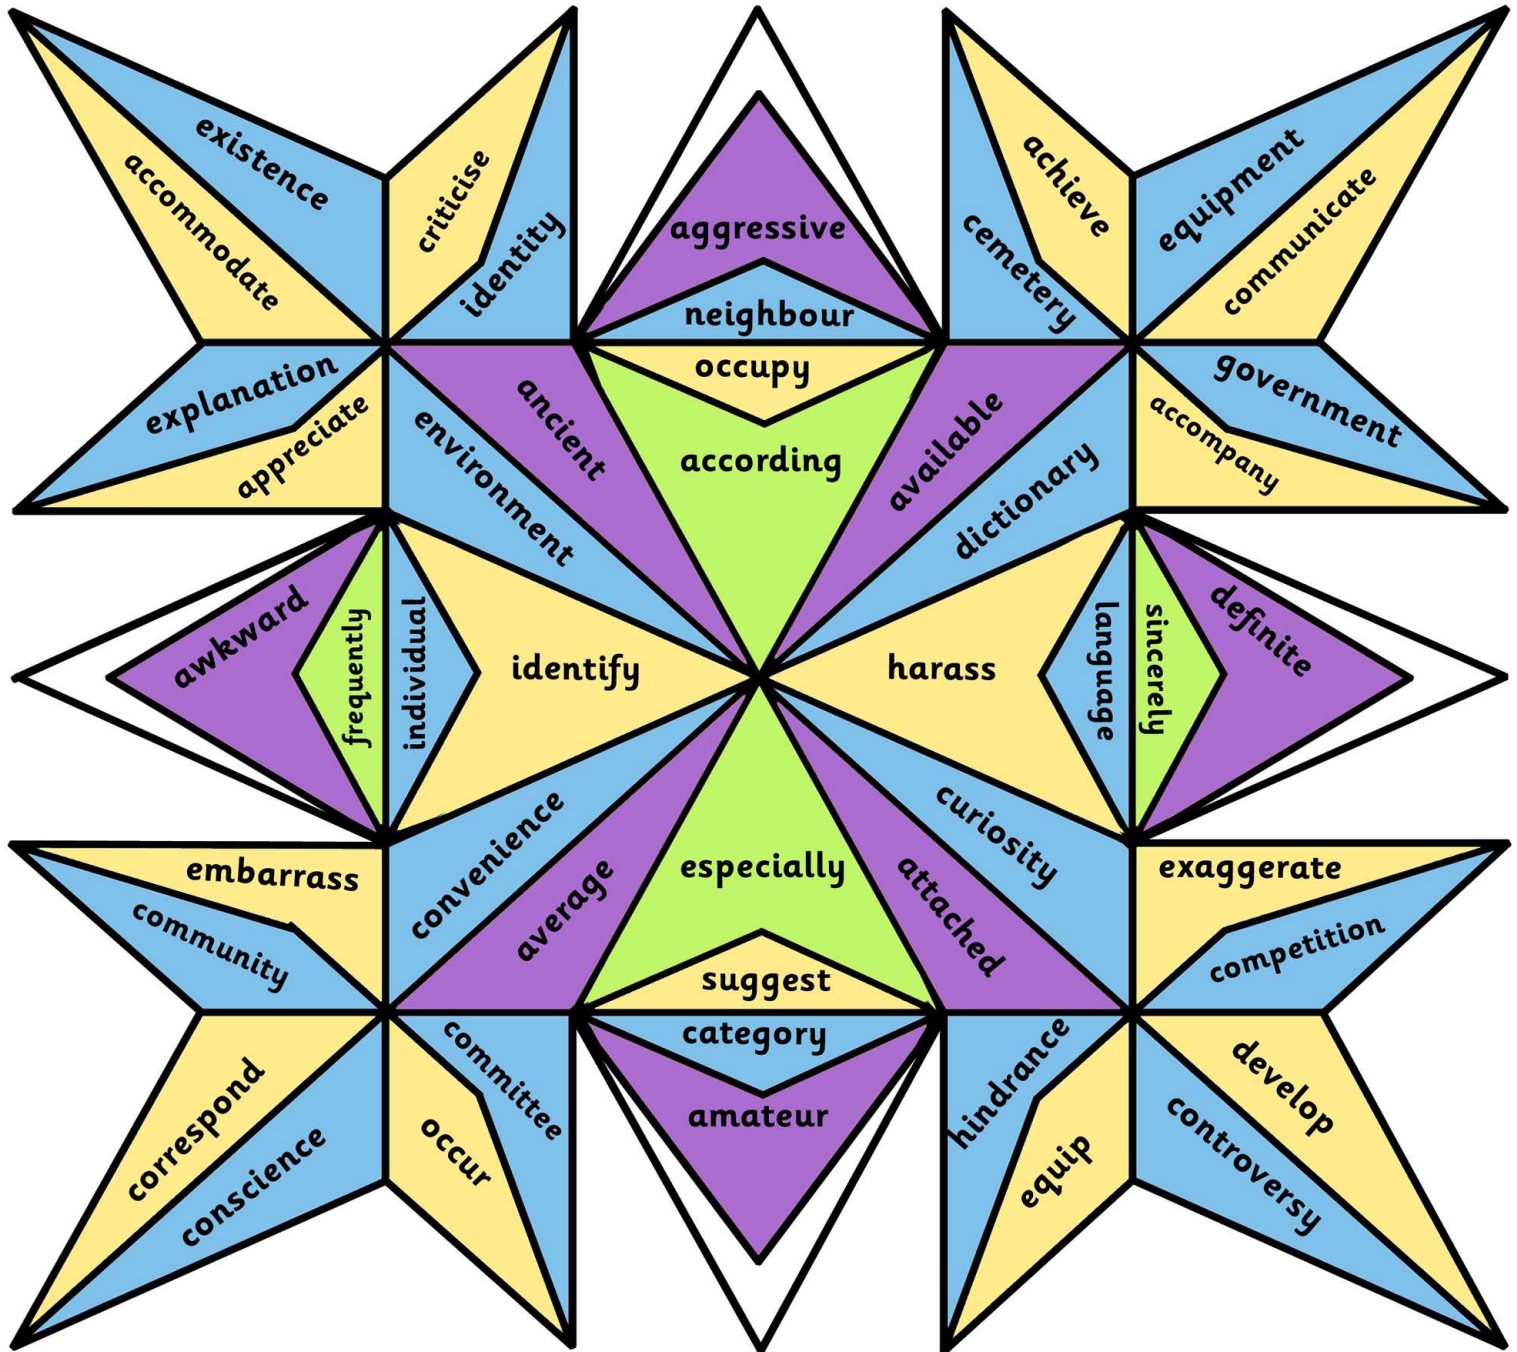 existence
criticise
achieve
equipment
accommodate
identity
aggressive
cemetery
communicate
neighbour
explanation
occupy
government
appreciate
environment
ancient
according
available
dictionary
accompany
awkward
frequently
individual
identify
harass
language
sincerely
definite
embarrass
community
convenience
average
especially
attached
curiosity
exaggerate
competition
suggest
category
correspond
conscience
committee
occur
amateur
hindrance
equip
develop
controversy